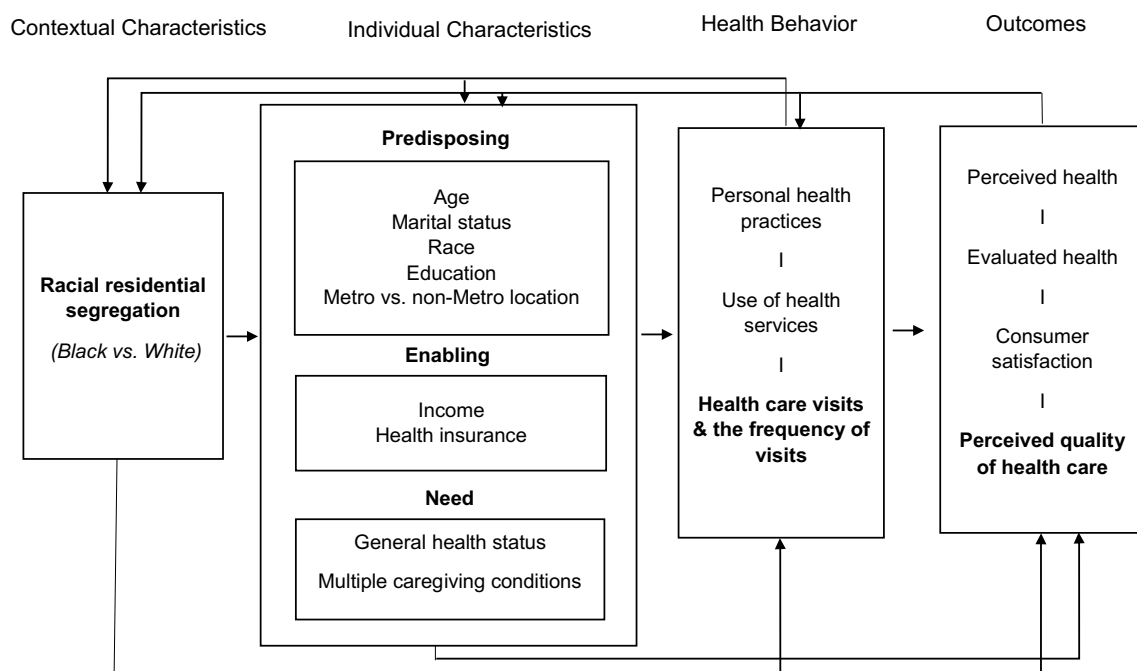 Contextual Characteristics
Individual Characteristics
Health Behavior
Outcomes
Racial residential
segregation
(Black vs. White)
Predisposing
Age
Marital status
Race
Education
Metro vs. non-Metro location
Enabling
Income
Health insurance
Need
General health status
Multiple caregiving conditions
Personal health
practices
I
Use of health
services
I
Health care visits
& the frequency of
visits
Perceived health
I
Evaluated health
I
Consumer
satisfaction
I
Perceived quality
of health care